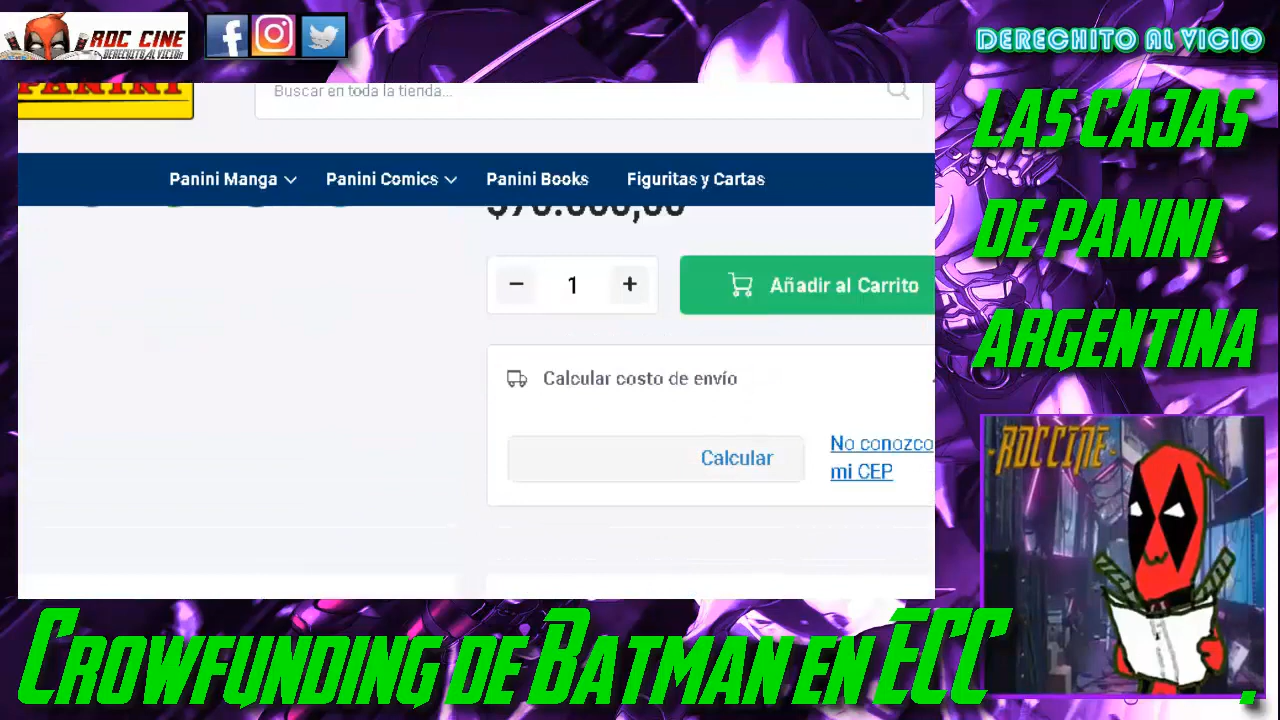 ROC CINE
DERECHITO AL VICIO
DERECHITO AL VICIO
PANINI
Buscar en toda la tienda...
Panini Manga
Panini Comics
Panini Books
Figuritas y Cartas
1
Añadir al Carrito
Calcular costo de envío
Calcular
No conozco
mi CEP
LAS CAJAS
DE PANINI
ARGENTINA
-ROC CINE-
CROWFUNDING DE BATMAN EN ECC .